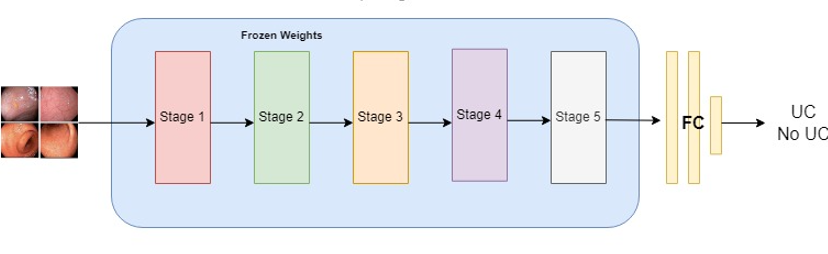 Frozen Weights
Stage 1
Stage 2
Stage 3
Stage 4
Stage 5
FC
UC
No UC